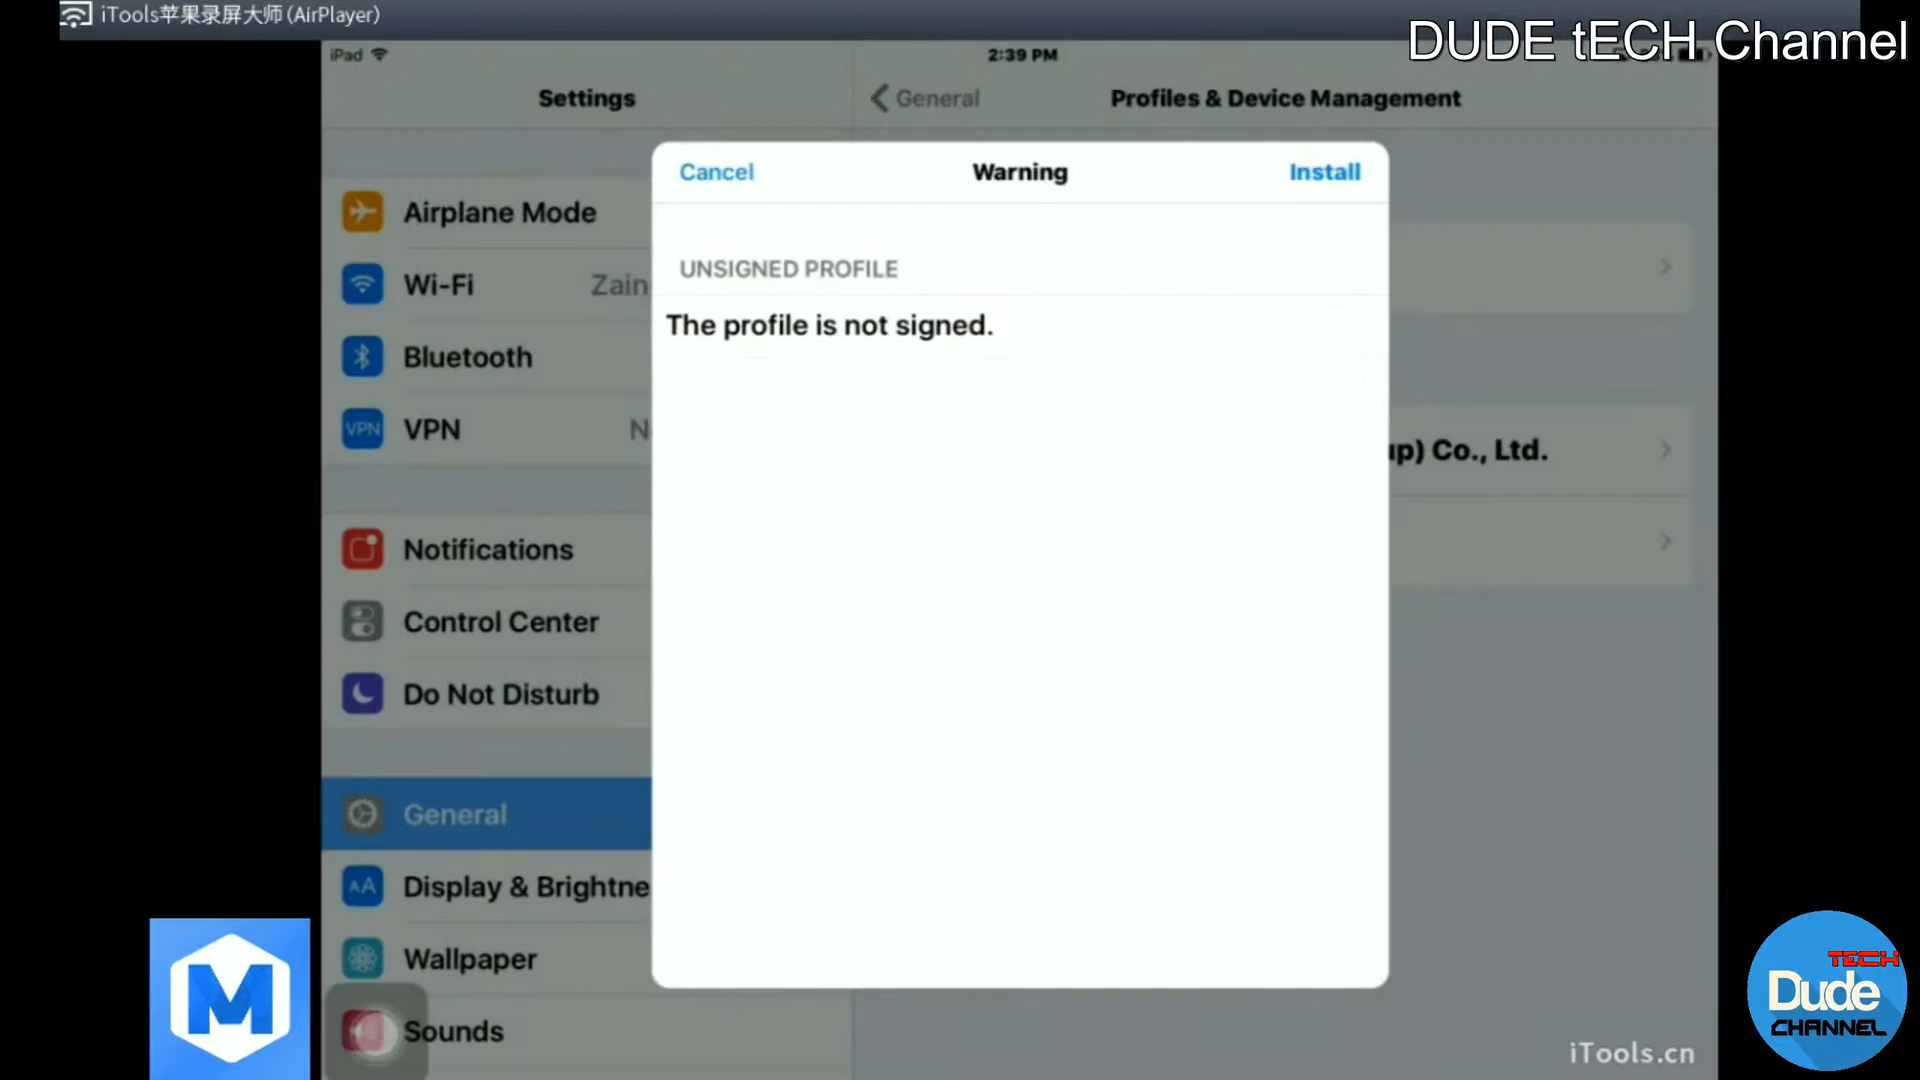 iTools苹果录屏大师(AirPlayer)
DUDE tECH Channel
iPad
2:39 PM
Settings
General
Profiles & Device Management
Cancel
Warning
Install
Airplane Mode
UNSIGNED PROFILE
Wi-Fi
Zain
The profile is not signed.
Bluetooth
VPN
VPN
N
up) Co., Ltd.
Notifications
Control Center
Do Not Disturb
General
AA
Display & Brightne
Wallpaper
Sounds
M
TECH
Dude
CHANNEL
iTools.cn